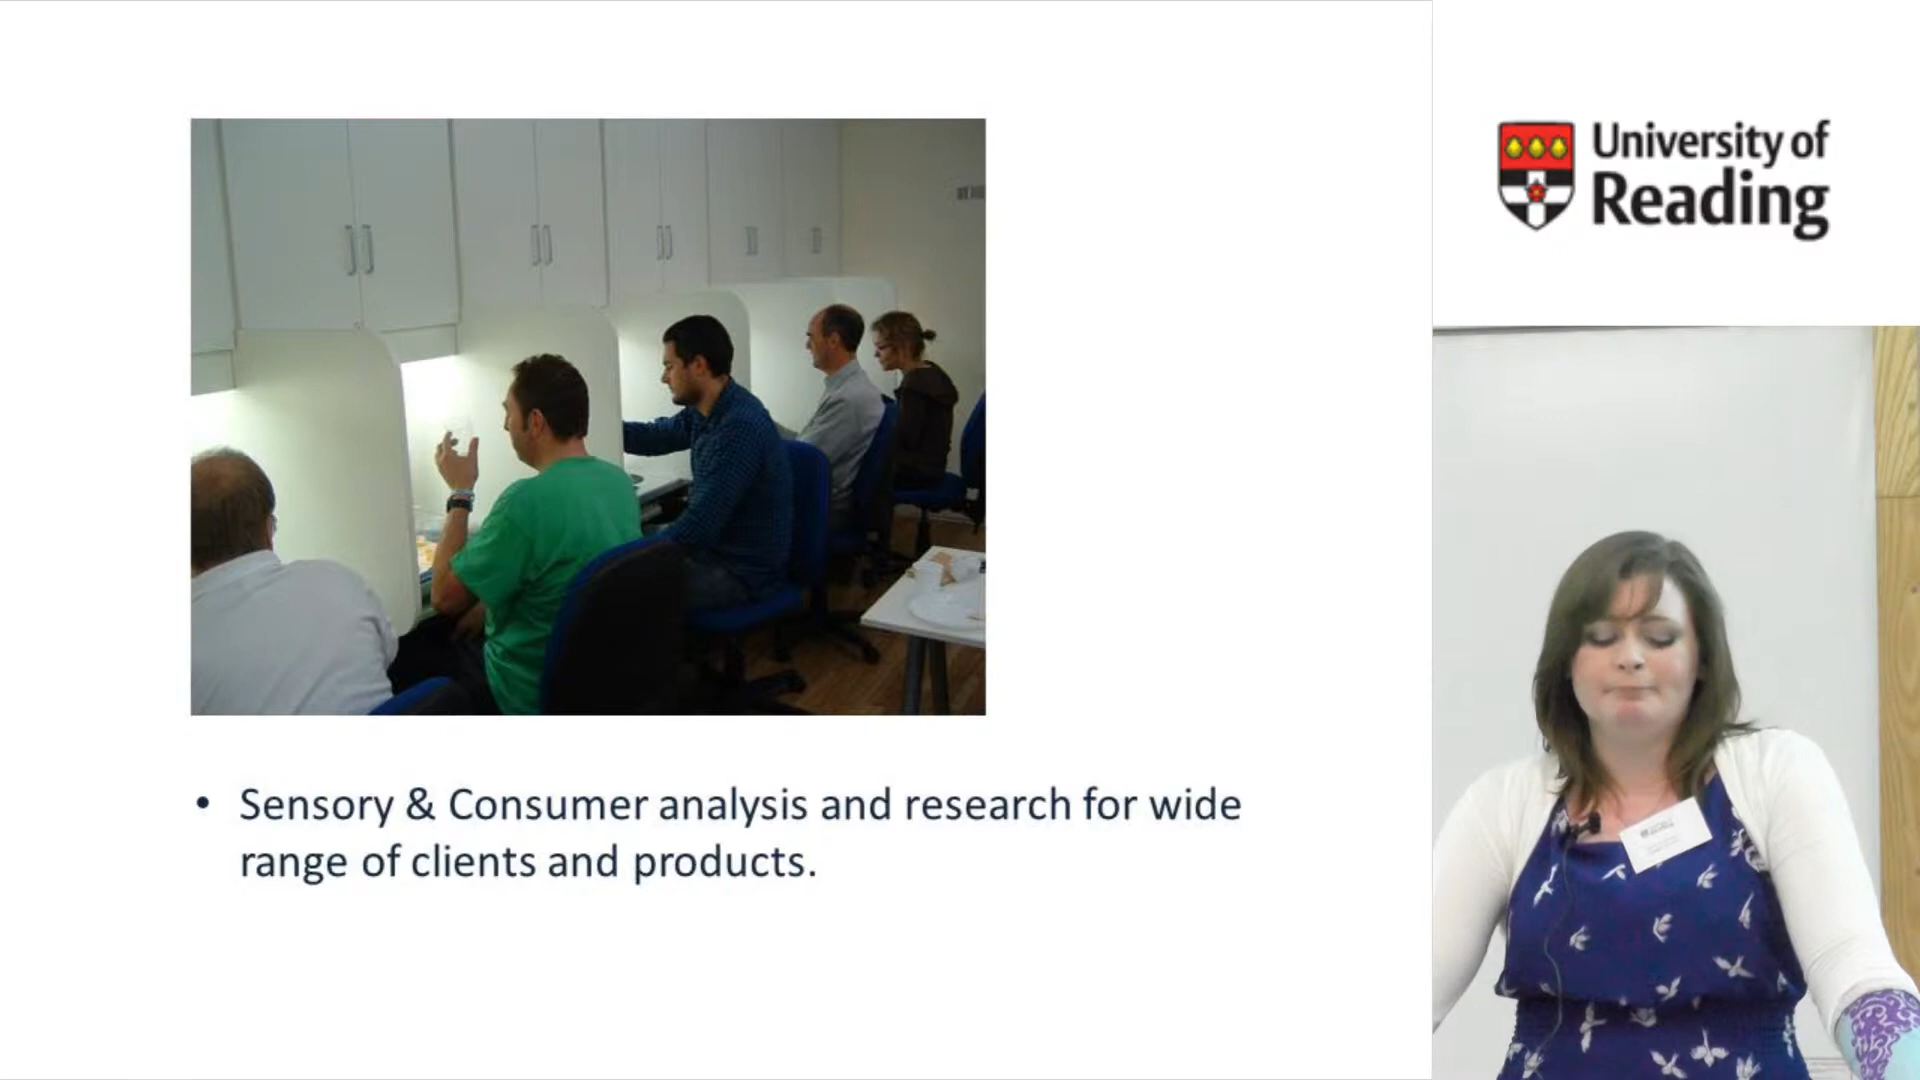 University of
Reading
• Sensory & Consumer analysis and research for wide
range of clients and products.